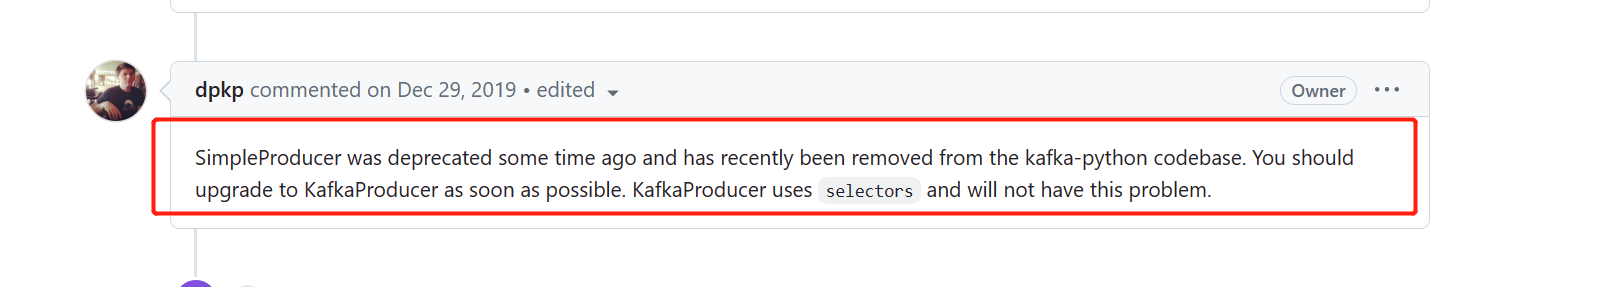 dpkp commented on Dec 29, 2019 • edited
Owner
SimpleProducer was deprecated some time ago and has recently been removed from the kafka-python codebase. You should
upgrade to KafkaProducer as soon as possible. KafkaProducer uses selectors and will not have this problem.